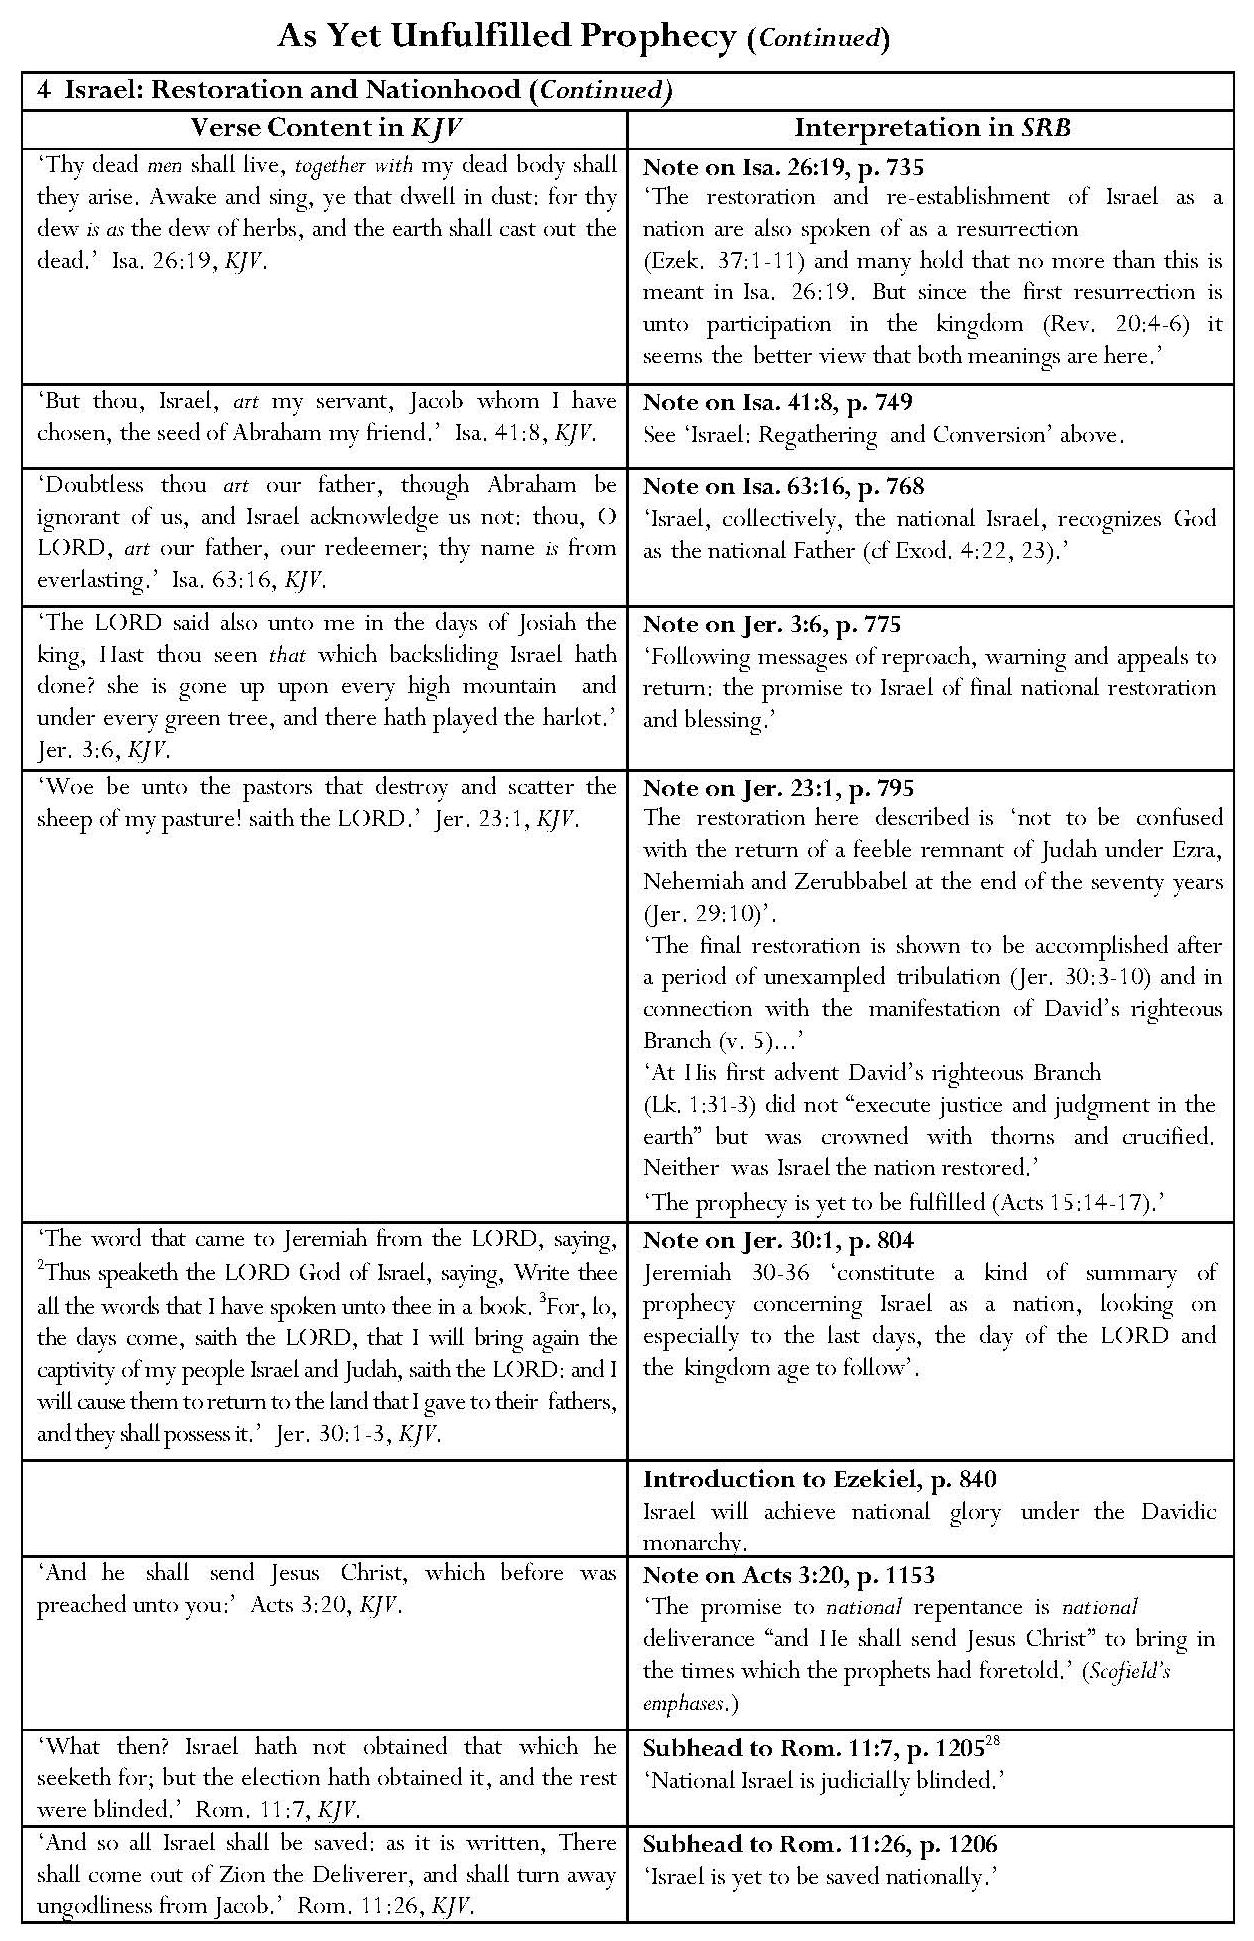 As Yet Unfulfilled Prophecy (Continued)
4 Israel: Restoration and Nationhood (Continued)
Verse Content in KJV
Interpretation in SRB
‘Thy dead men shall live, together with my dead body shall
they arise. Awake and sing, ye that dwell in dust: for thy
dew is as the dew of herbs, and the earth shall cast out the
dead.’ Isa. 26:19, KJV.
Note on Isa. 26:19, p. 735
‘The restoration and re-establishment of Israel as a
nation are also spoken of as a resurrection
(Ezek. 37:1-11) and many hold that no more than this is
meant in Isa. 26:19. But since the first resurrection is
unto participation in the kingdom (Rev. 20:4-6) it
seems the better view that both meanings are here.’
‘But thou, Israel, art my servant, Jacob whom I have
chosen, the seed of Abraham my friend.’ Isa. 41:8, KJV.
Note on Isa. 41:8, p. 749
See ‘Israel: Regathering and Conversion’ above.
‘Doubtless thou art our father, though Abraham be
ignorant of us, and Israel acknowledge us not: thou, O
LORD, art our father, our redeemer; thy name is from
everlasting.’ Isa. 63:16, KJV.
Note on Isa. 63:16, p. 768
‘Israel, collectively, the national Israel, recognizes God
as the national Father (cf Exod. 4:22, 23).’
‘The LORD said also unto me in the days of Josiah the
king, Hast thou seen that which backsliding Israel hath
done? she is gone up upon every high mountain and
under every green tree, and there hath played the harlot.’
Jer. 3:6, KJV.
Note on Jer. 3:6, p. 775
‘Following messages of reproach, warning and appeals to
return: the promise to Israel of final national restoration
and blessing.’
‘Woe be unto the pastors that destroy and scatter the
sheep of my pasture! saith the LORD.’ Jer. 23:1, KJV.
Note on Jer. 23:1, p. 795
The restoration here described is ‘not to be confused
with the return of a feeble remnant of Judah under Ezra,
Nehemiah and Zerubbabel at the end of the seventy years
(Jer. 29:10)’.
‘The final restoration is shown to be accomplished after
a period of unexampled tribulation (Jer. 30:3-10) and in
connection with the manifestation of David’s righteous
Branch (v. 5)...’
‘At His first advent David’s righteous Branch
(Lk. 1:31-3) did not “execute justice and judgment in the
earth” but was crowned with thorns and crucified.
Neither was Israel the nation restored.’
‘The prophecy is yet to be fulfilled (Acts 15:14-17).’
‘The word that came to Jeremiah from the LORD, saying,
²Thus speaketh the LORD God of Israel, saying, Write thee
all the words that I have spoken unto thee in a book. ³For, lo,
the days come, saith the LORD, that I will bring again the
captivity of my people Israel and Judah, saith the LORD: and I
will cause them to return to the land that I gave to their fathers,
and they shall possess it.’ Jer. 30:1-3, KJV.
Note on Jer. 30:1, p. 804
Jeremiah 30-36 ‘constitute a kind of summary of
prophecy concerning Israel as a nation, looking on
especially to the last days, the day of the LORD and
the kingdom age to follow’.
Introduction to Ezekiel, p. 840
Israel will achieve national glory under the Davidic
monarchy.
‘And he shall send Jesus Christ, which before was
preached unto you:’ Acts 3:20, KJV.
Note on Acts 3:20, p. 1153
‘The promise to national repentance is national
deliverance “and He shall send Jesus Christ” to bring in
the times which the prophets had foretold.’ (Scofield’s
emphases.)
‘What then? Israel hath not obtained that which he
seeketh for; but the election hath obtained it, and the rest
were blinded.’ Rom. 11:7, KJV.
Subhead to Rom. 11:7, p. 1205²⁸
‘National Israel is judicially blinded.’
‘And so all Israel shall be saved: as it is written, There
shall come out of Zion the Deliverer, and shall turn away
ungodliness from Jacob.’ Rom. 11:26, KJV.
Subhead to Rom. 11:26, p. 1206
‘Israel is yet to be saved nationally.’